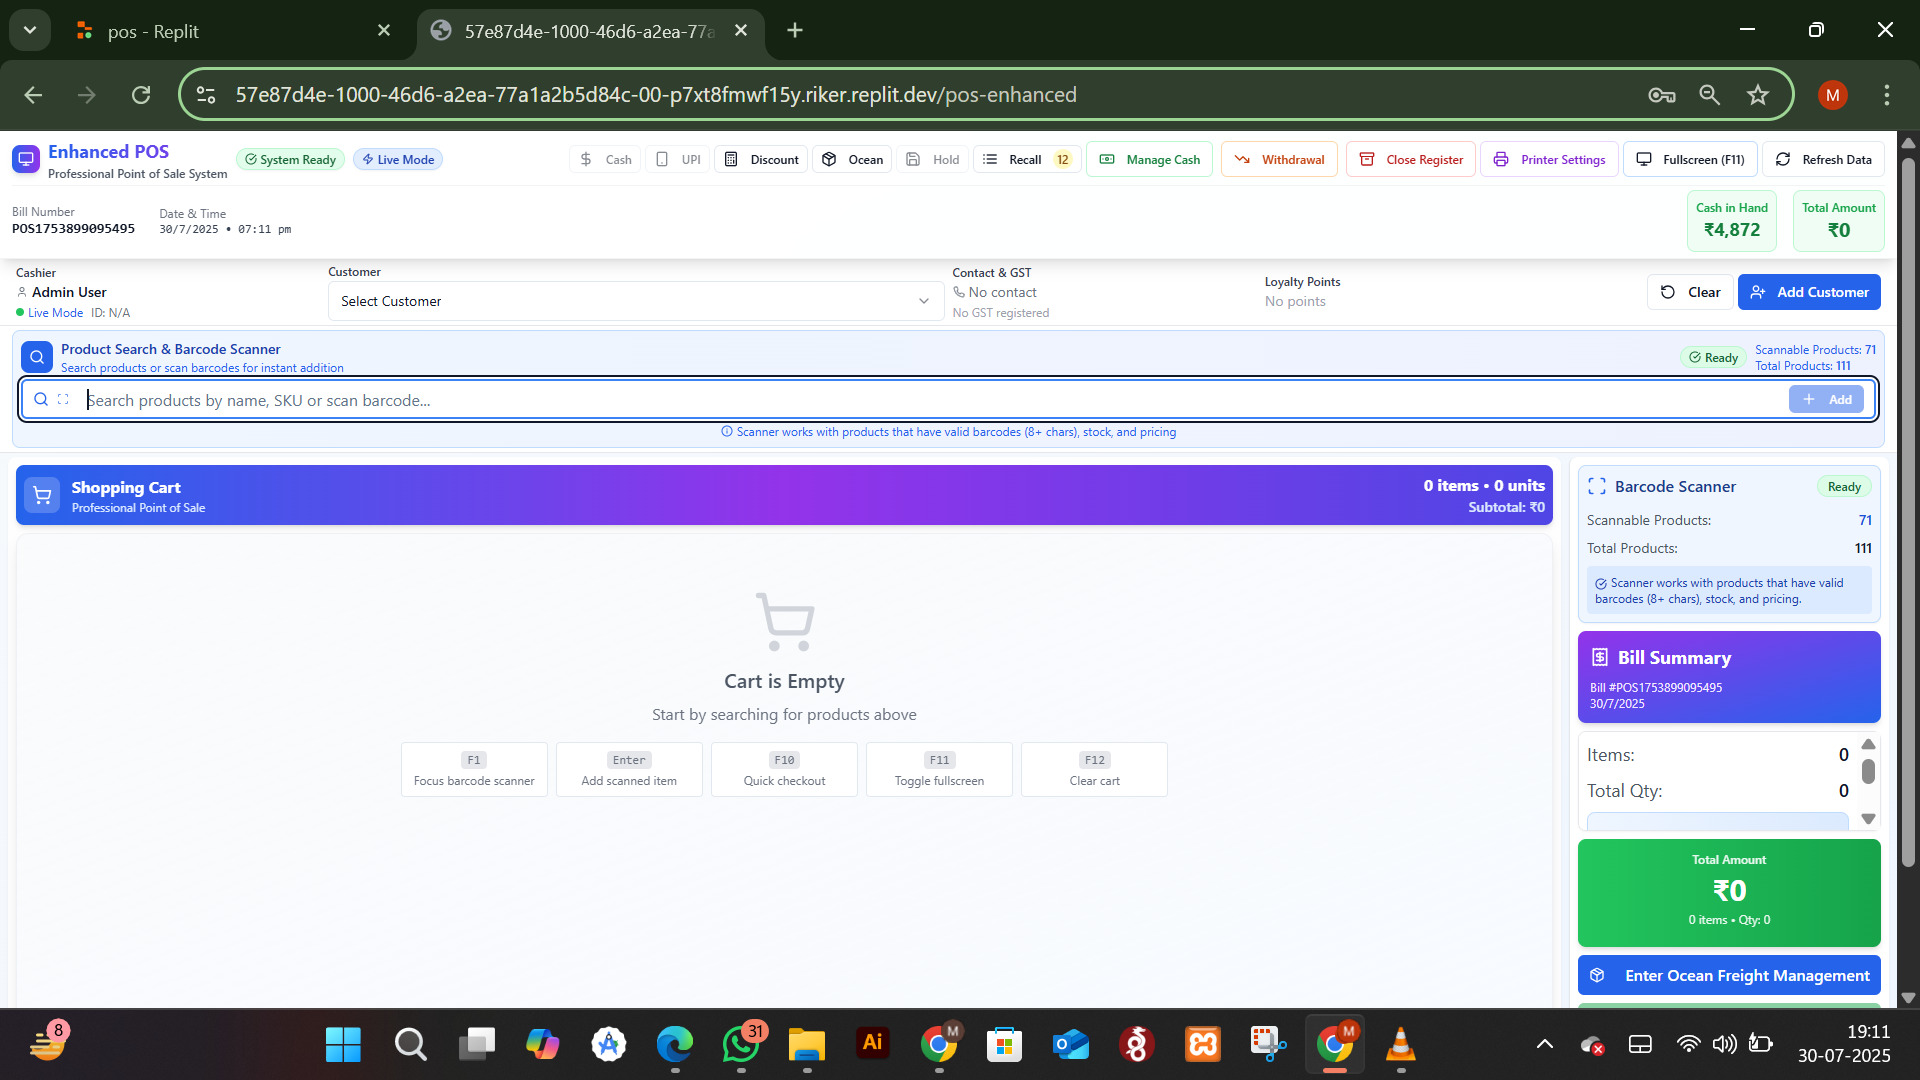 pos - Replit
57e87d4e-1000-46d6-a2ea-77a
57e87d4e-1000-46d6-a2ea-77a1a2b5d84c-00-p7xt8fmwf15y.riker.replit.dev/pos-enhanced
M
Enhanced POS
Professional Point of Sale System
System Ready
Live Mode
Cash
UPI
Discount
Ocean
Hold
Recall 12
Manage Cash
Withdrawal
Close Register
Printer Settings
Fullscreen (F11)
Refresh Data
Bill Number
POS1753899095495
Date & Time
30/7/2025 • 07:11 pm
Cash in Hand
₹4,872
Total Amount
₹0
Cashier
Admin User
Live Mode ID: N/A
Customer
Select Customer
Contact & GST
No contact
No GST registered
Loyalty Points
No points
Clear
Add Customer
Product Search & Barcode Scanner
Search products or scan barcodes for instant addition
Ready
Scannable Products: 71
Total Products: 111
Search products by name, SKU or scan barcode...
Add
Scanner works with products that have valid barcodes (8+ chars), stock, and pricing
Shopping Cart
Professional Point of Sale
0 items • 0 units
Subtotal: ₹0
Cart is Empty
Start by searching for products above
F1
Focus barcode scanner
Enter
Add scanned item
F10
Quick checkout
F11
Toggle fullscreen
F12
Clear cart
Barcode Scanner
Ready
Scannable Products: 71
Total Products: 111
Scanner works with products that have valid
barcodes (8+ chars), stock, and pricing.
Bill Summary
Bill #POS1753899095495
30/7/2025
Items: 0
Total Qty: 0
Total Amount
₹0
0 items • Qty: 0
Enter Ocean Freight Management
8
31
Ai
M
M
19:11
30-07-2025